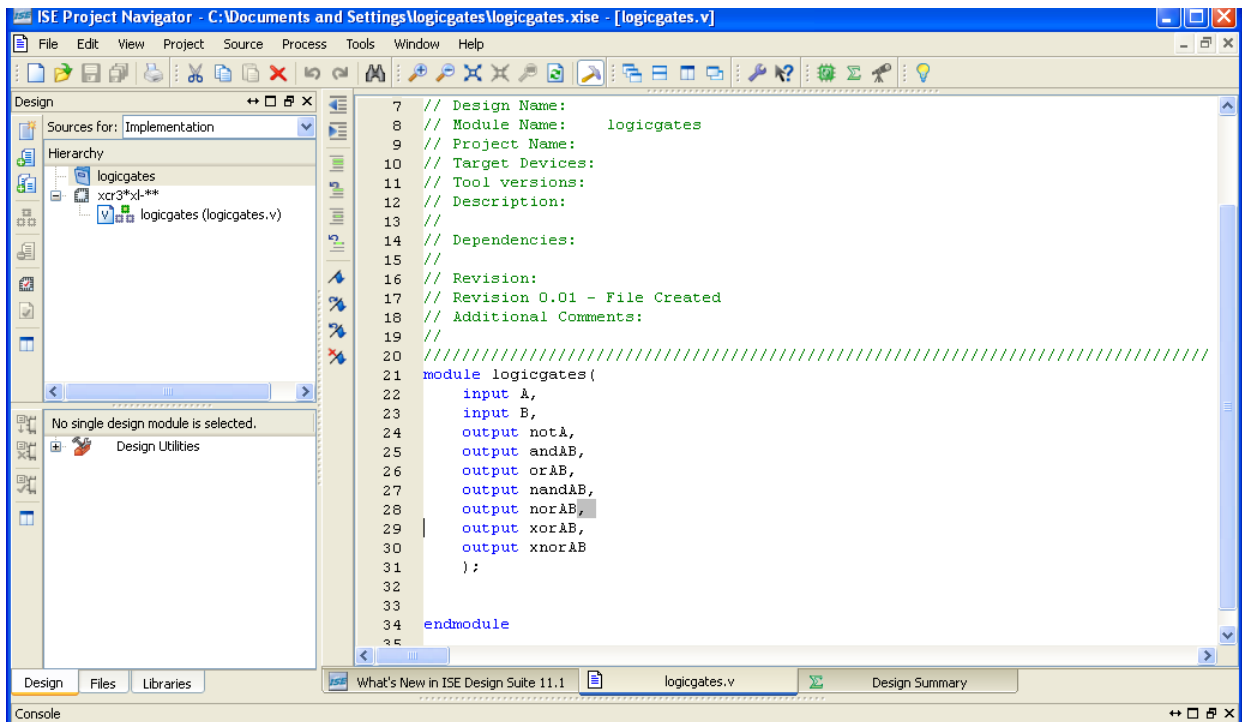 ISE Project Navigator - C:\Documents and Settings\logicgates\logicgates.xise - [logicgates.v]
File Edit View Project Source Process Tools Window Help
Design
Sources for: Implementation
Hierarchy
logicgates
xcr3*xl-**
logicgates (logicgates.v)
No single design module is selected.
Design Utilities
7 // Design Name:
8 // Module Name: logicgates
9 // Project Name:
10 // Target Devices:
11 // Tool versions:
12 // Description:
13 //
14 // Dependencies:
15 //
16 // Revision:
17 // Revision 0.01 - File Created
18 // Additional Comments:
19 //
20 ////////////////////////////////////////////////////////////////////////////////
21 module logicgates(
22 input A,
23 input B,
24 output notA,
25 output andAB,
26 output orAB,
27 output nandAB,
28 output norAB,
29 output xorAB,
30 output xnorAB
31 );
32
33
34 endmodule
35
Design Files Libraries
ISE What's New in ISE Design Suite 11.1 logicgates.v Σ Design Summary
Console